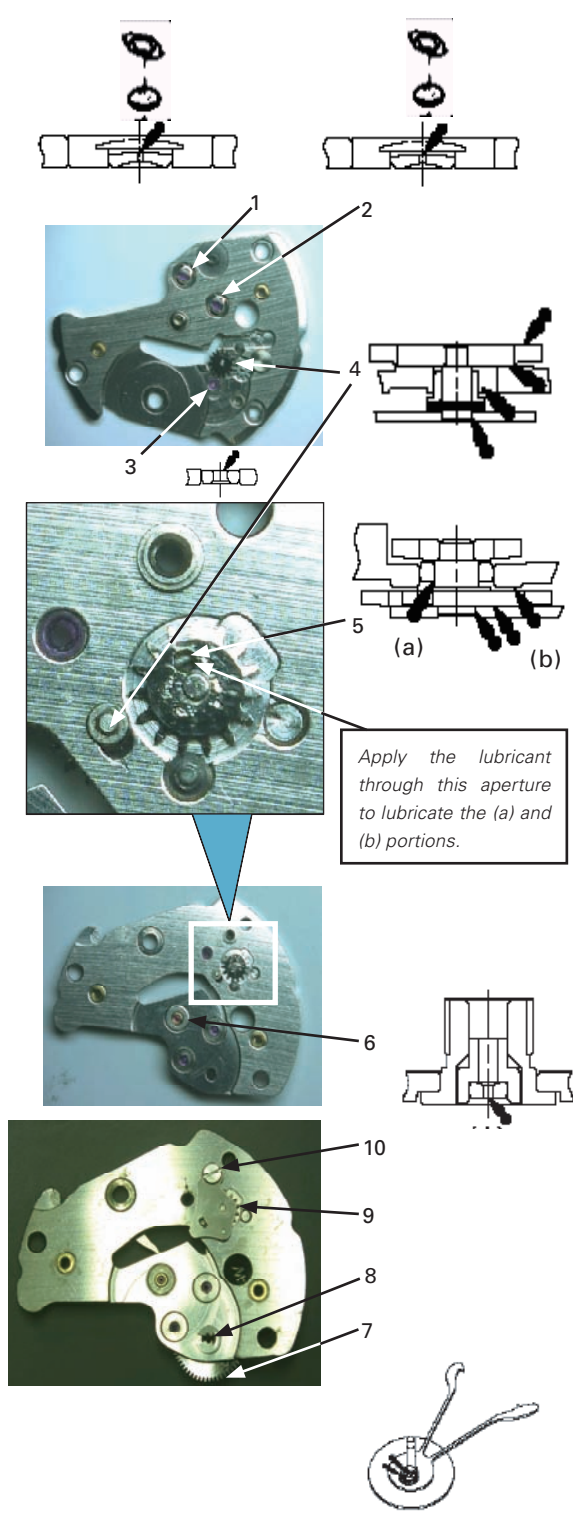 1
2
4
3
5
(a)
(b)
Apply the lubricant
through this aperture
to lubricate the (a) and
(b) portions.
6
10
9
8
7